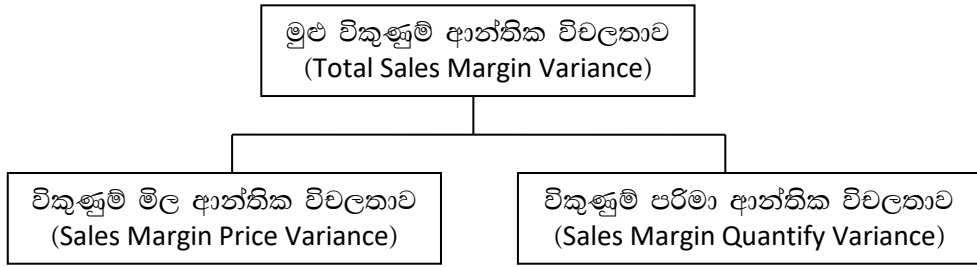 මුළු විකුණුම් ආන්තික විචලතාව
(Total Sales Margin Variance)
විකුණුම් මිල ආන්තික විචලතාව
(Sales Margin Price Variance)
විකුණුම් පරිමා ආන්තික විචලතාව
(Sales Margin Quantify Variance)